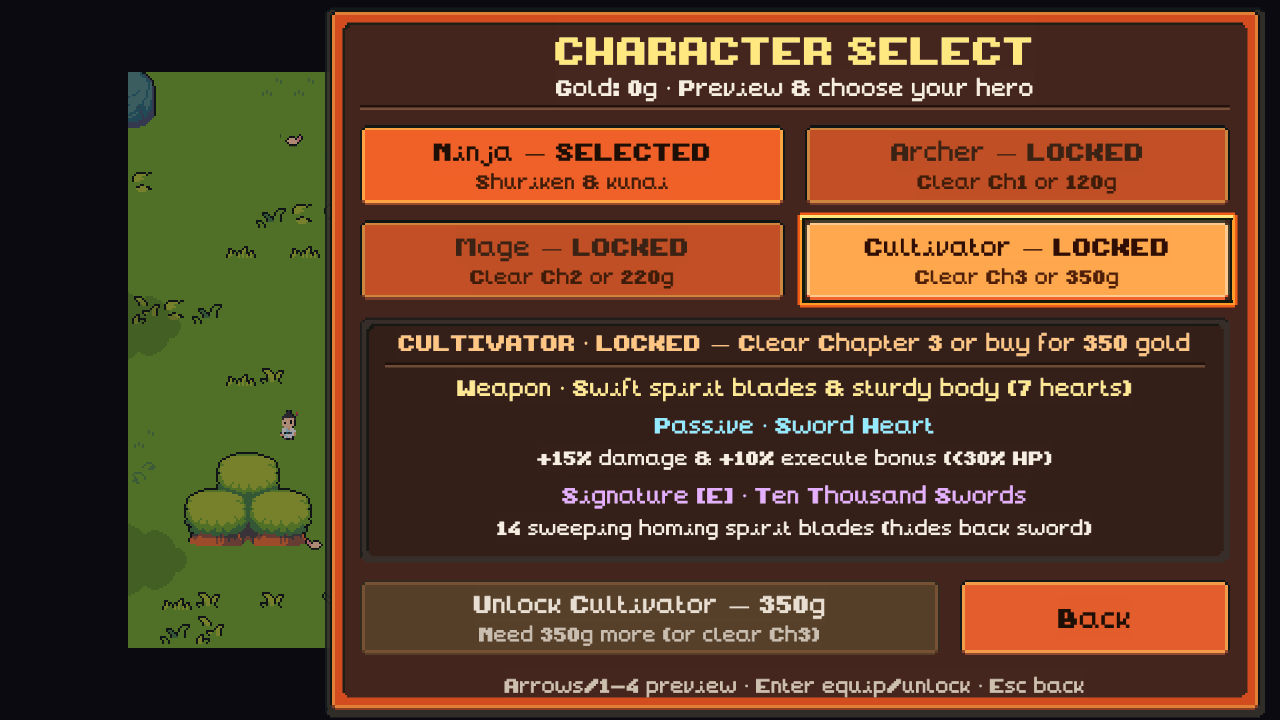 CHARACTER SELECT
Gold: 0g · Preview & choose your hero
Ninja — SELECTED
Shuriken & kunai
Archer — LOCKED
Clear Ch1 or 120g
Mage — LOCKED
Clear Ch2 or 220g
Cultivator — LOCKED
Clear Ch3 or 350g
CULTIVATOR · LOCKED — Clear Chapter 3 or buy for 350 gold
Weapon · Swift spirit blades & sturdy body (7 hearts)
Passive · Sword Heart
+15% damage & +10% execute bonus (<30% HP)
Signature [E] · Ten Thousand Swords
14 sweeping homing spirit blades (hides back sword)
Unlock Cultivator — 350g
Need 350g more (or clear Ch3)
Back
Arrows/1–4 preview · Enter equip/unlock · Esc back